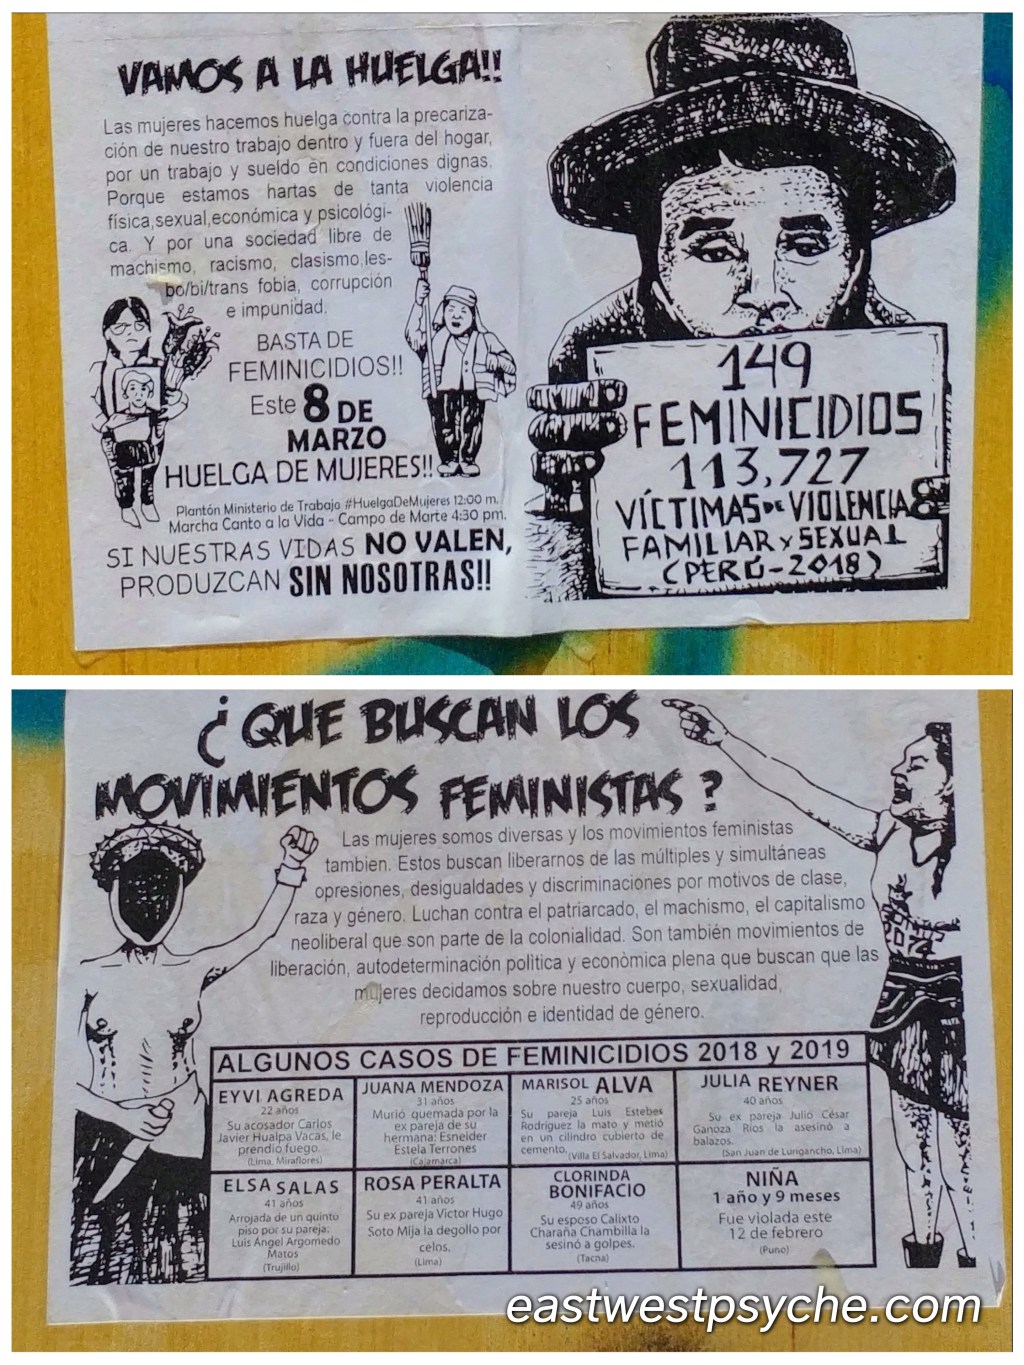 VAMOS A LA HUELGA!!
Las mujeres hacemos huelga contra la precariza-
ción de nuestro trabajo dentro y fuera del hogar,
por un trabajo y sueldo en condiciones dignas.
Porque estamos hartas de tanta violencia
física,sexual,económica y psicológi-
ca. Y por una sociedad libre de
machismo, racismo, clasismo,les-
bo/bi/trans fobia, corrupción
e impunidad.
BASTA DE
FEMINICIDIOS!!
Este 8 DE
MARZO
HUELGA DE MUJERES!!
Plantón Ministerio de Trabajo #HuelgaDeMujeres 12:00 m.
Marcha Canto a la Vida - Campo de Marte 4:30 pm.
SI NUESTRAS VIDAS NO VALEN,
PRODUZCAN SIN NOSOTRAS!!
149
FEMINICIDIOS
113,727
VÍCTIMAS DE VIOLENCIA
FAMILIAR Y SEXUAL
(PERÚ-2018)
¿QUE BUSCAN LOS
MOVIMIENTOS FEMINISTAS?
Las mujeres somos diversas y los movimientos feministas
tambien. Estos buscan liberarnos de las múltiples y simultáneas
opresiones, desigualdades y discriminaciones por motivos de clase,
raza y género. Luchan contra el patriarcado, el machismo, el capitalismo
neoliberal que son parte de la colonialidad. Son también movimientos de
liberación, autodeterminación polìtica y econòmica plena que buscan que las
mujeres decidamos sobre nuestro cuerpo, sexualidad,
reproducción e identidad de género.
ALGUNOS CASOS DE FEMINICIDIOS 2018 y 2019
EYVI AGREDA
22 años
Su acosador Carlos
Javier Hualpa Vacas, le
prendio fuego.
(Lima, Miraflores)
JUANA MENDOZA
31 años
Murió quemada por la
ex pareja de su
hermana: Esneider
Estela Terrones
(Cajamarca)
MARISOL ALVA
25 años
Su pareja Luis Estebes
Rodríguez la mato y metió
en un cilindro cubierto de
cemento. (Villa El Salvador, Lima)
JULIA REYNER
40 años
Su ex pareja Julio César
Ganoza Rios la asesinó a
balazos.
(San Juan de Lurigancho, Lima)
ELSA SALAS
41 años
Arrojada de un quinto
piso por su pareja:
Luis Ángel Argomedo
Matos
(Trujillo)
ROSA PERALTA
41 años
Su ex pareja Victor Hugo
Soto Mija la degollo por
celos.
(Lima)
CLORINDA
BONIFACIO
49 años
Su esposo Calixto
Charaña Chambilla la
sesinó a golpes.
(Tacna)
NIÑA
1 año y 9 meses
Fue violada este
12 de febrero
(Puno)
eastwestpsyche.com